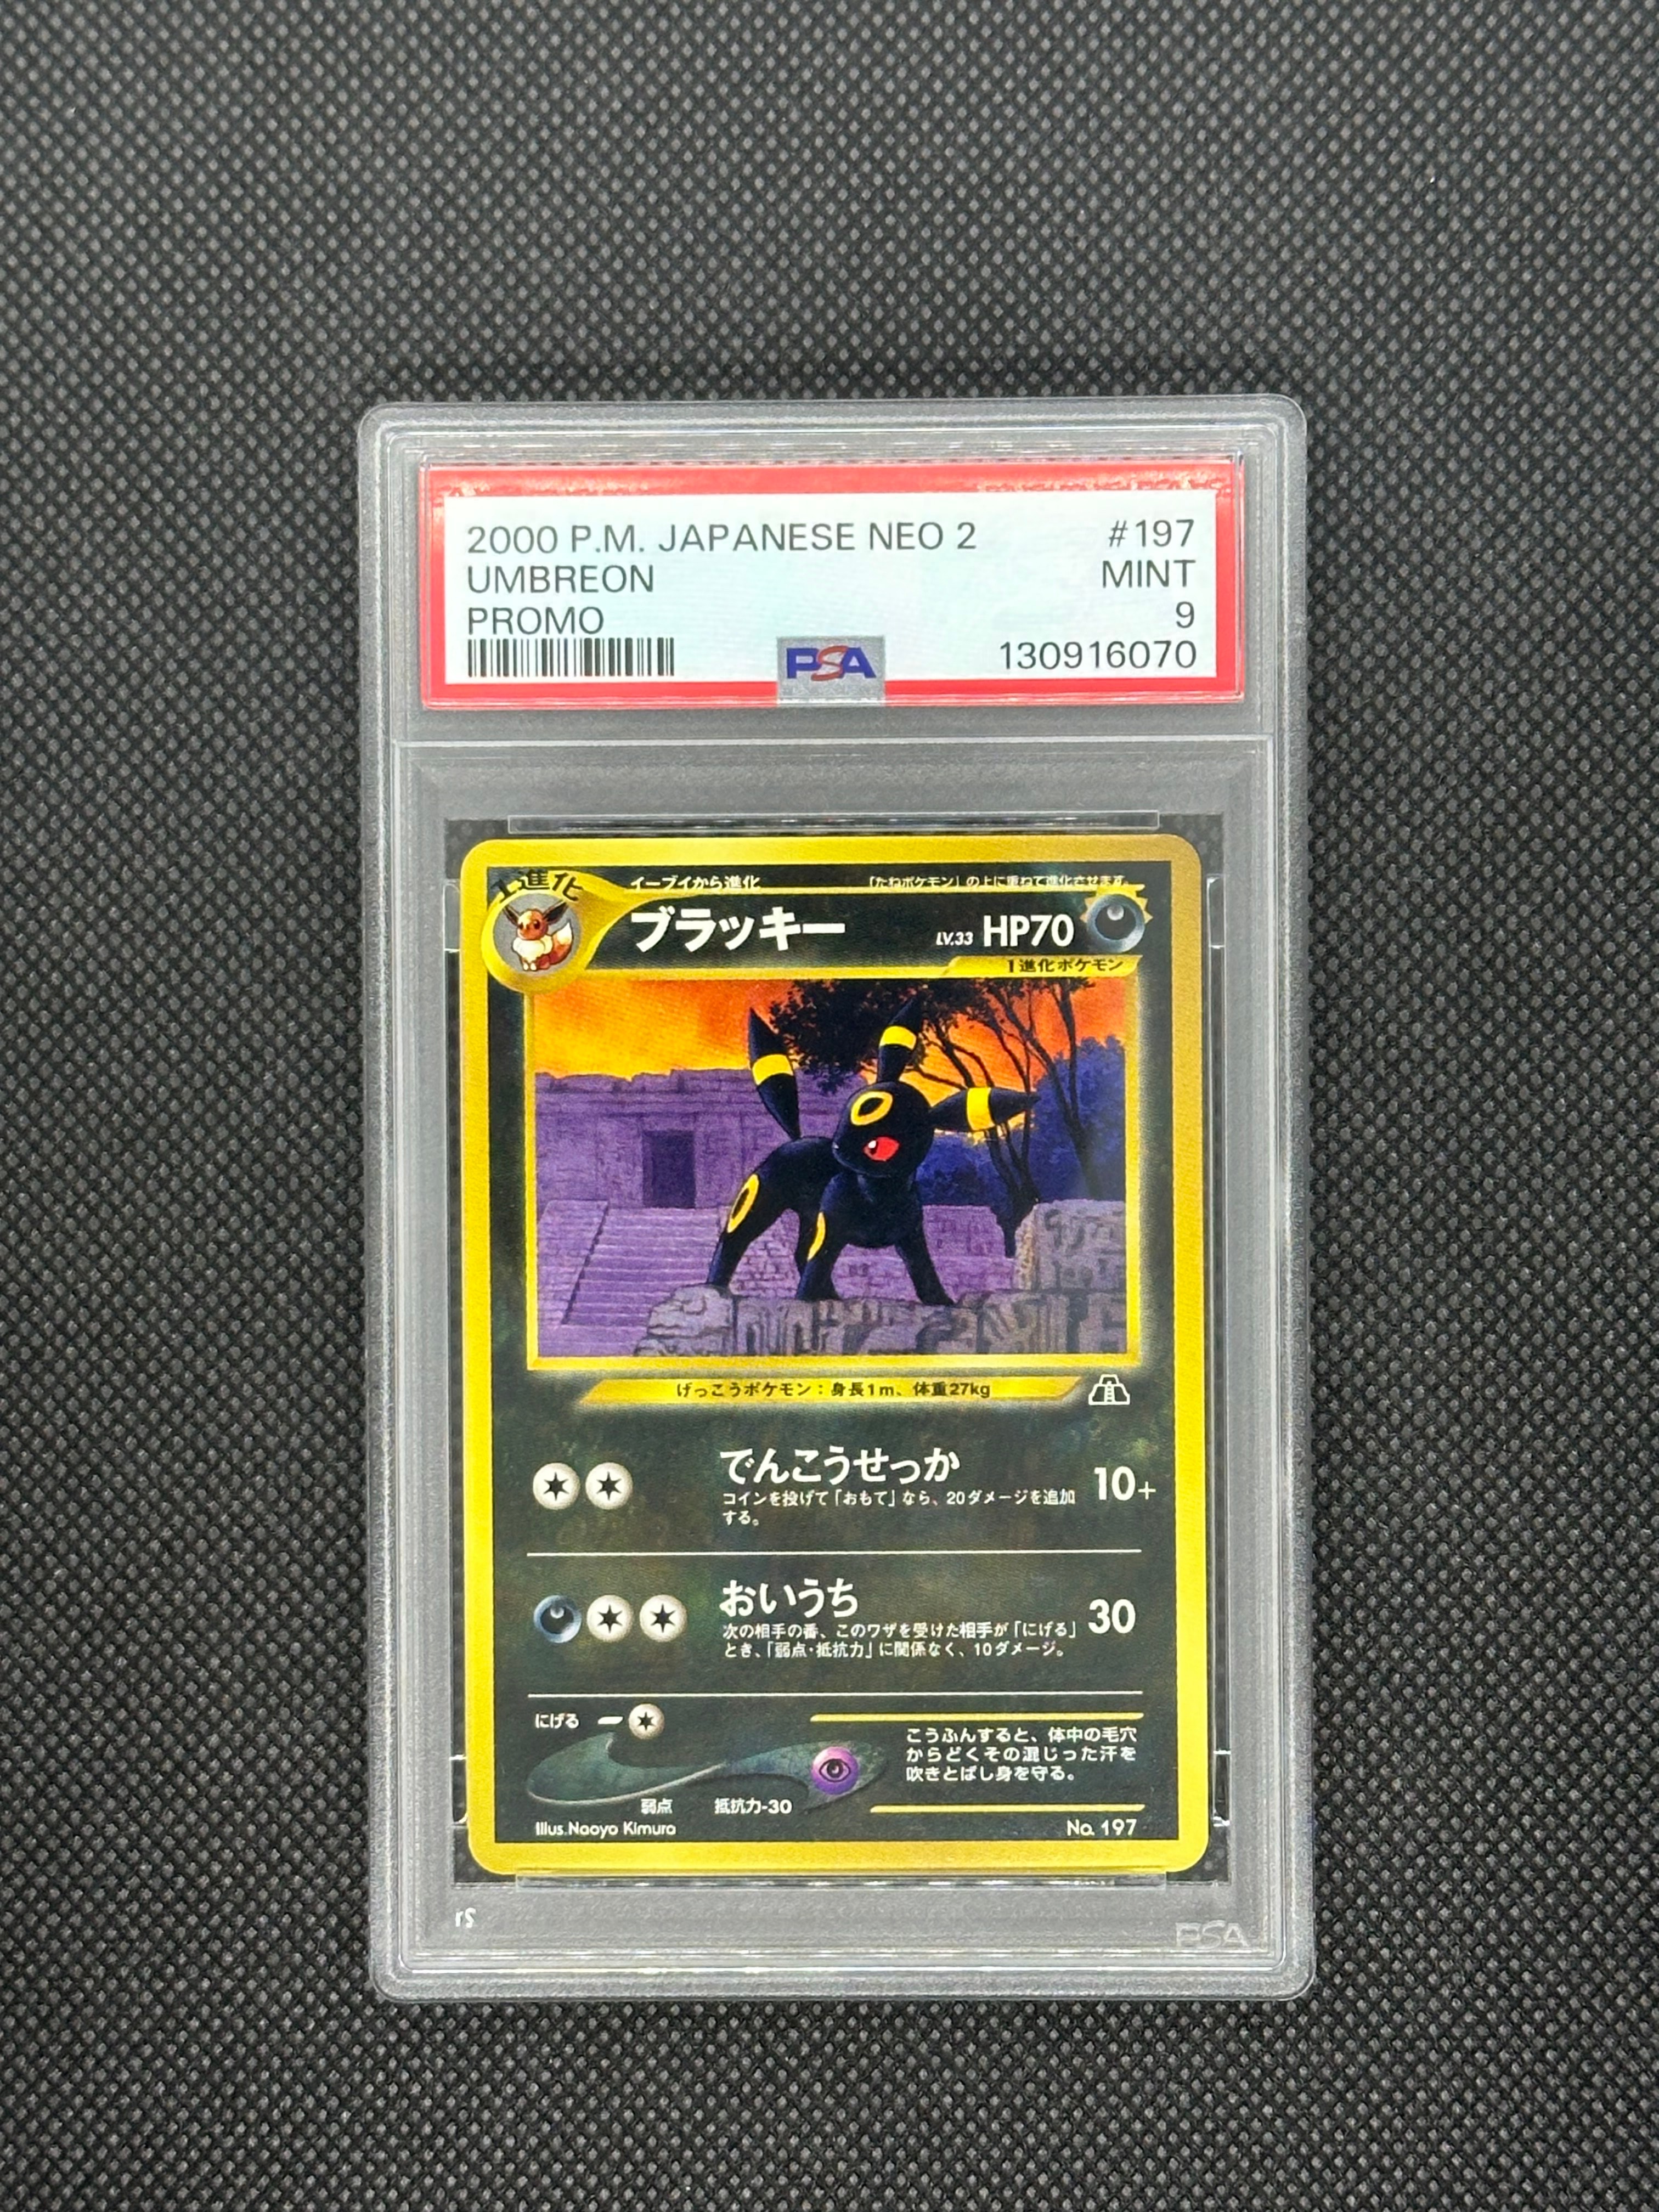 2000 P.M. JAPANESE NEO 2 #197
UMBREON MINT
PROMO 9
PSA 130916070
1進化 イーブイから進化 「たねポケモン」の上に重ねて進化させます
ブラッキー LV.33 HP70
1進化ポケモン
げっこうポケモン：身長1m、体重27kg
でんこうせっか 10+
コインを投げて「おもて」なら、20ダメージを追加
する。
おいうち 30
次の相手の番、このワザを受けた相手が「にげる」
とき、「弱点・抵抗力」に関係なく、10ダメージ。
にげる
こうふんすると、体中の毛穴
からどくその混じった汗を
吹きとばし身を守る。
弱点 抵抗力-30
Illus.Naoyo Kimura No. 197
PSA